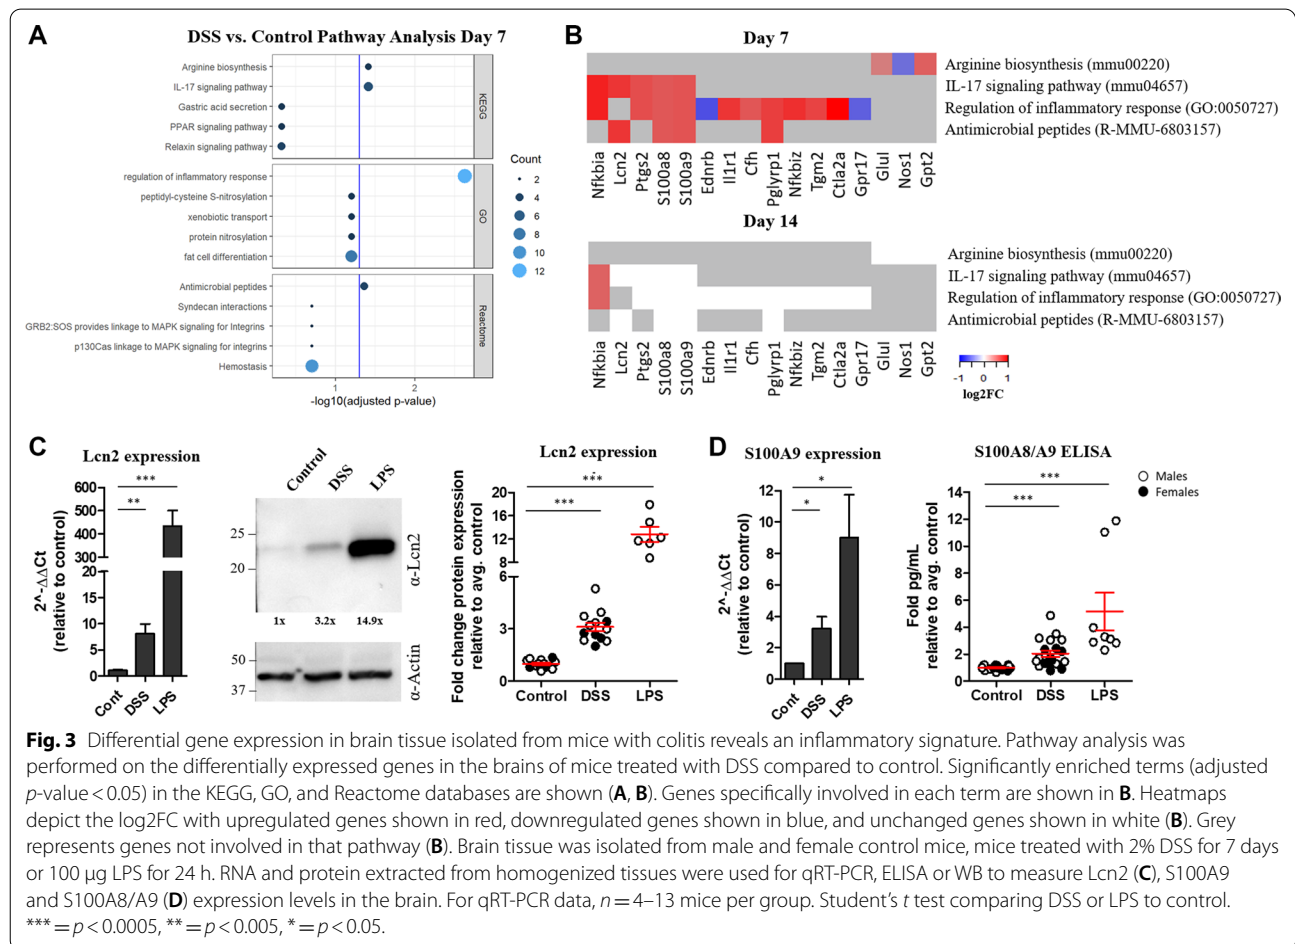 A
DSS vs. Control Pathway Analysis Day 7
Arginine biosynthesis
IL-17 signaling pathway
Gastric acid secretion
PPAR signaling pathway
Relaxin signaling pathway
KEGG
regulation of inflammatory response
peptidyl-cysteine S-nitrosylation
xenobiotic transport
protein nitrosylation
fat cell differentiation
GO
Antimicrobial peptides
Syndecan interactions
GRB2:SOS provides linkage to MAPK signaling for Integrins
p130Cas linkage to MAPK signaling for integrins
Hemostasis
Reactome
1 2
-log10(adjusted p-value)
Count
2
4
6
8
10
12
B
Day 7
Arginine biosynthesis (mmu00220)
IL-17 signaling pathway (mmu04657)
Regulation of inflammatory response (GO:0050727)
Antimicrobial peptides (R-MMU-6803157)
Nfkbia Lcn2 Ptgs2 S100a8 S100a9 Ednrb Il1r1 Cfh Pglyrp1 Nfkbiz Tgm2 Ctla2a Gpr17 Glul Nos1 Gpt2
Day 14
Arginine biosynthesis (mmu00220)
IL-17 signaling pathway (mmu04657)
Regulation of inflammatory response (GO:0050727)
Antimicrobial peptides (R-MMU-6803157)
Nfkbia Lcn2 Ptgs2 S100a8 S100a9 Ednrb Il1r1 Cfh Pglyrp1 Nfkbiz Tgm2 Ctla2a Gpr17 Glul Nos1 Gpt2
-1 0 1
log2FC
C
Lcn2 expression
***
**
600
500
400
300
20
15
10
5
0
2^-ΔΔCt
(relative to control)
Cont DSS LPS
Control DSS LPS
25
20
α-Lcn2
1x 3.2x 14.9x
50
37
α-Actin
Lcn2 expression
***
***
20
16
12
8
6
3
0
Fold change protein expression
relative to avg. control
Control DSS LPS
D
S100A9 expression
*
*
12
10
8
6
4
2
0
2^-ΔΔCt
(relative to control)
Cont DSS LPS
S100A8/A9 ELISA
***
***
14
12
10
8
6
4
2
0
Fold pg/mL
relative to avg. control
Control DSS LPS
Males
Females
Fig. 3 Differential gene expression in brain tissue isolated from mice with colitis reveals an inflammatory signature. Pathway analysis was
performed on the differentially expressed genes in the brains of mice treated with DSS compared to control. Significantly enriched terms (adjusted
p-value < 0.05) in the KEGG, GO, and Reactome databases are shown (A, B). Genes specifically involved in each term are shown in B. Heatmaps
depict the log2FC with upregulated genes shown in red, downregulated genes shown in blue, and unchanged genes shown in white (B). Grey
represents genes not involved in that pathway (B). Brain tissue was isolated from male and female control mice, mice treated with 2% DSS for 7 days
or 100 µg LPS for 24 h. RNA and protein extracted from homogenized tissues were used for qRT-PCR, ELISA or WB to measure Lcn2 (C), S100A9
and S100A8/A9 (D) expression levels in the brain. For qRT-PCR data, n = 4–13 mice per group. Student's t test comparing DSS or LPS to control.
*** = p < 0.0005, ** = p < 0.005, * = p < 0.05.